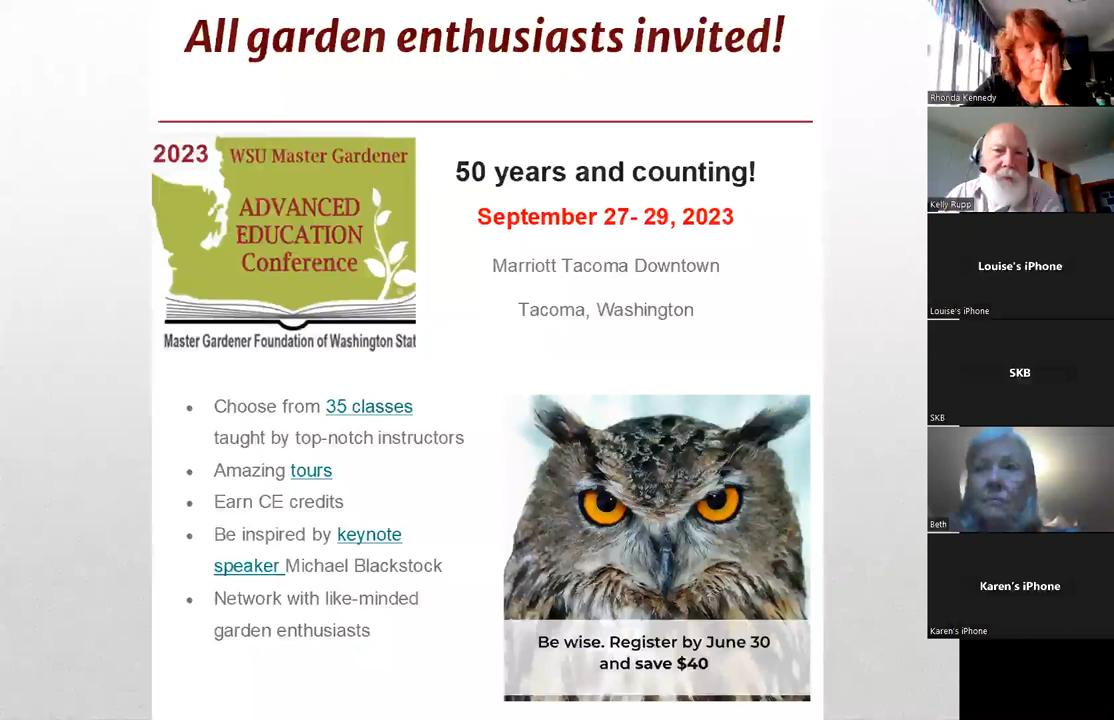 All garden enthusiasts invited!
2023
WSU Master Gardener
ADVANCED
EDUCATION
Conference
Master Gardener Foundation of Washington Stat
50 years and counting!
September 27- 29, 2023
Marriott Tacoma Downtown
Tacoma, Washington
• Choose from 35 classes
taught by top-notch instructors
• Amazing tours
• Earn CE credits
• Be inspired by keynote
speaker Michael Blackstock
• Network with like-minded
garden enthusiasts
Be wise. Register by June 30
and save $40
Rhonda Kennedy
Kelly Rupp
Louise's iPhone
Louise's iPhone
SKB
SKB
Beth
Karen's iPhone
Karen's iPhone